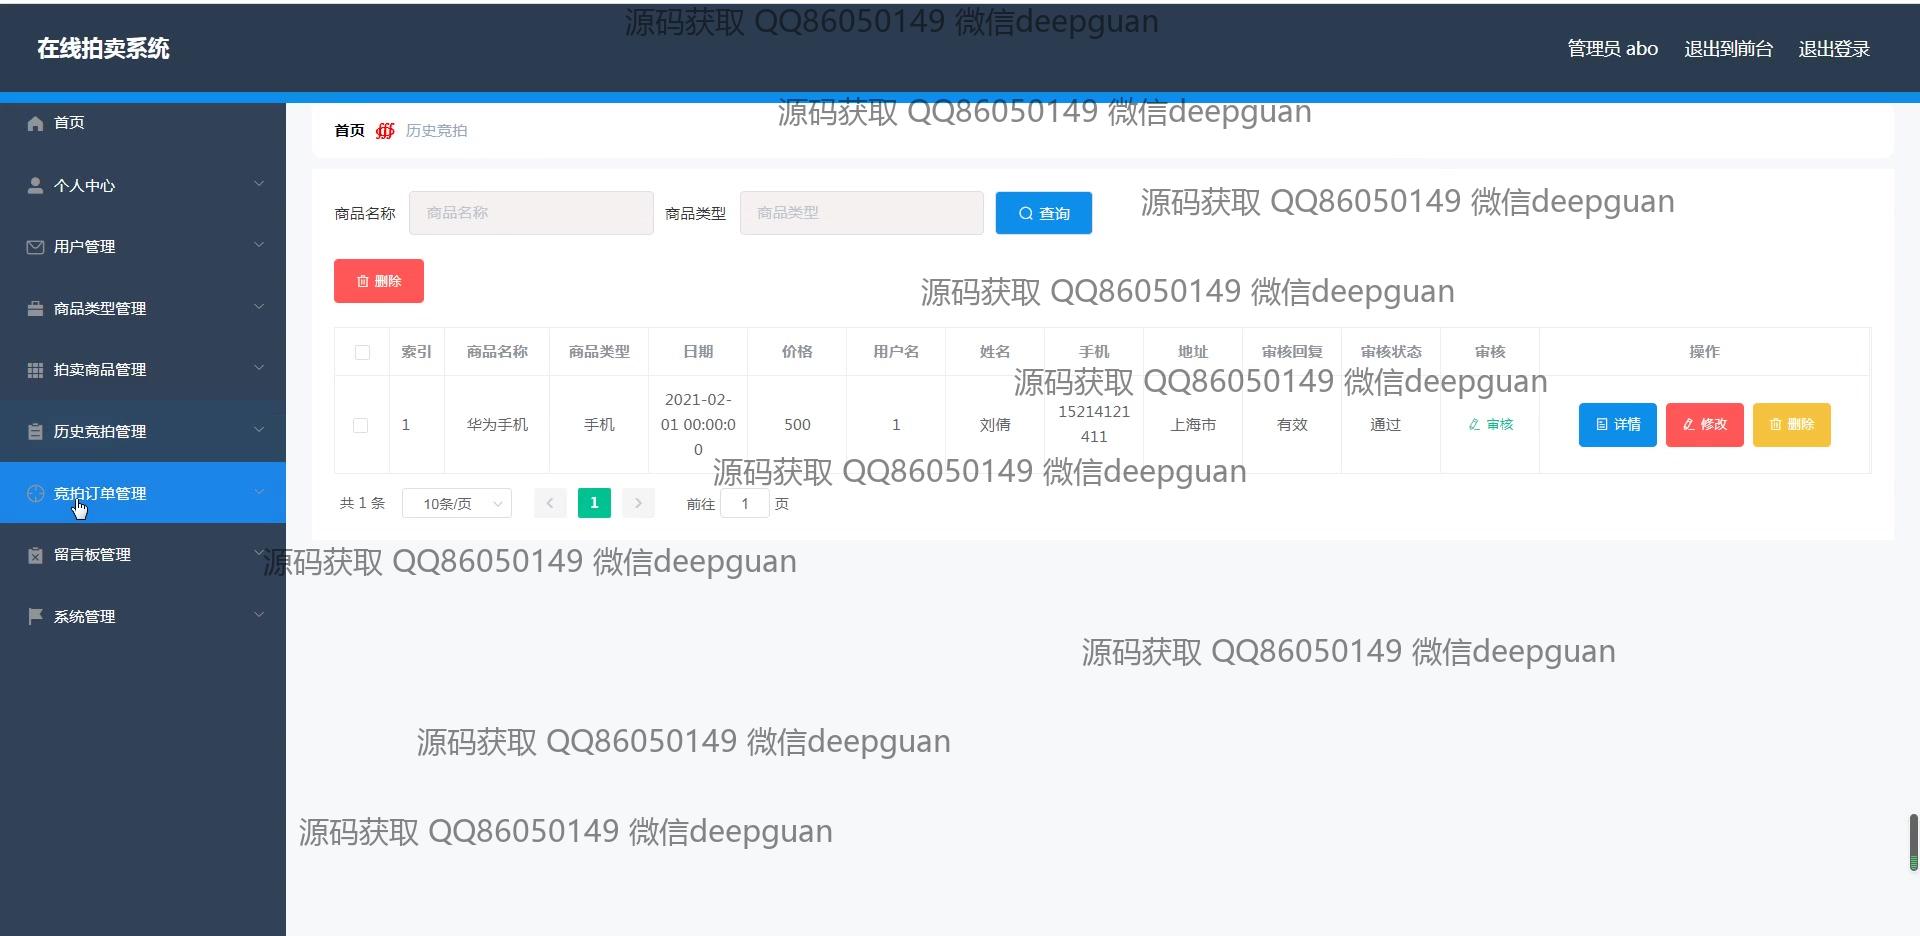 源码获取 QQ86050149 微信deepguan
在线拍卖系统
管理员 abo 退出到前台 退出登录
源码获取 QQ86050149 微信deepguan
首页
首页 历史竞拍
个人中心
源码获取 QQ86050149 微信deepguan
商品名称 商品名称 商品类型 商品类型 查询
用户管理
删除
源码获取 QQ86050149 微信deepguan
商品类型管理
索引 商品名称 商品类型 日期 价格 用户名 姓名 手机 地址 审核回复 审核状态 审核 操作
拍卖商品管理
源码获取 QQ86050149 微信deepguan
1 华为手机 手机 2021-02-
01 00:00:0
0 500 1 刘倩 15214121
411 上海市 有效 通过 审核 详情 修改 删除
历史竞拍管理
源码获取 QQ86050149 微信deepguan
竞拍订单管理
共 1 条 10条/页 1 前往 1 页
留言板管理
源码获取 QQ86050149 微信deepguan
系统管理
源码获取 QQ86050149 微信deepguan
源码获取 QQ86050149 微信deepguan
源码获取 QQ86050149 微信deepguan